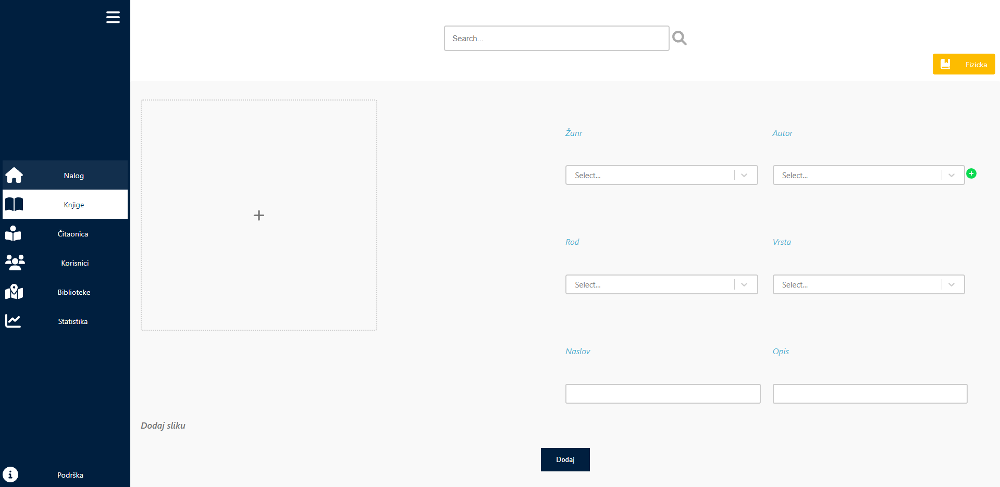 Search...
Fizicka
Nalog
Knjige
Čitaonica
Korisnici
Biblioteke
Statistika
Podrška
Žanr
Autor
Select...
Select...
Rod
Vrsta
Select...
Select...
Naslov
Opis
Dodaj sliku
Dodaj